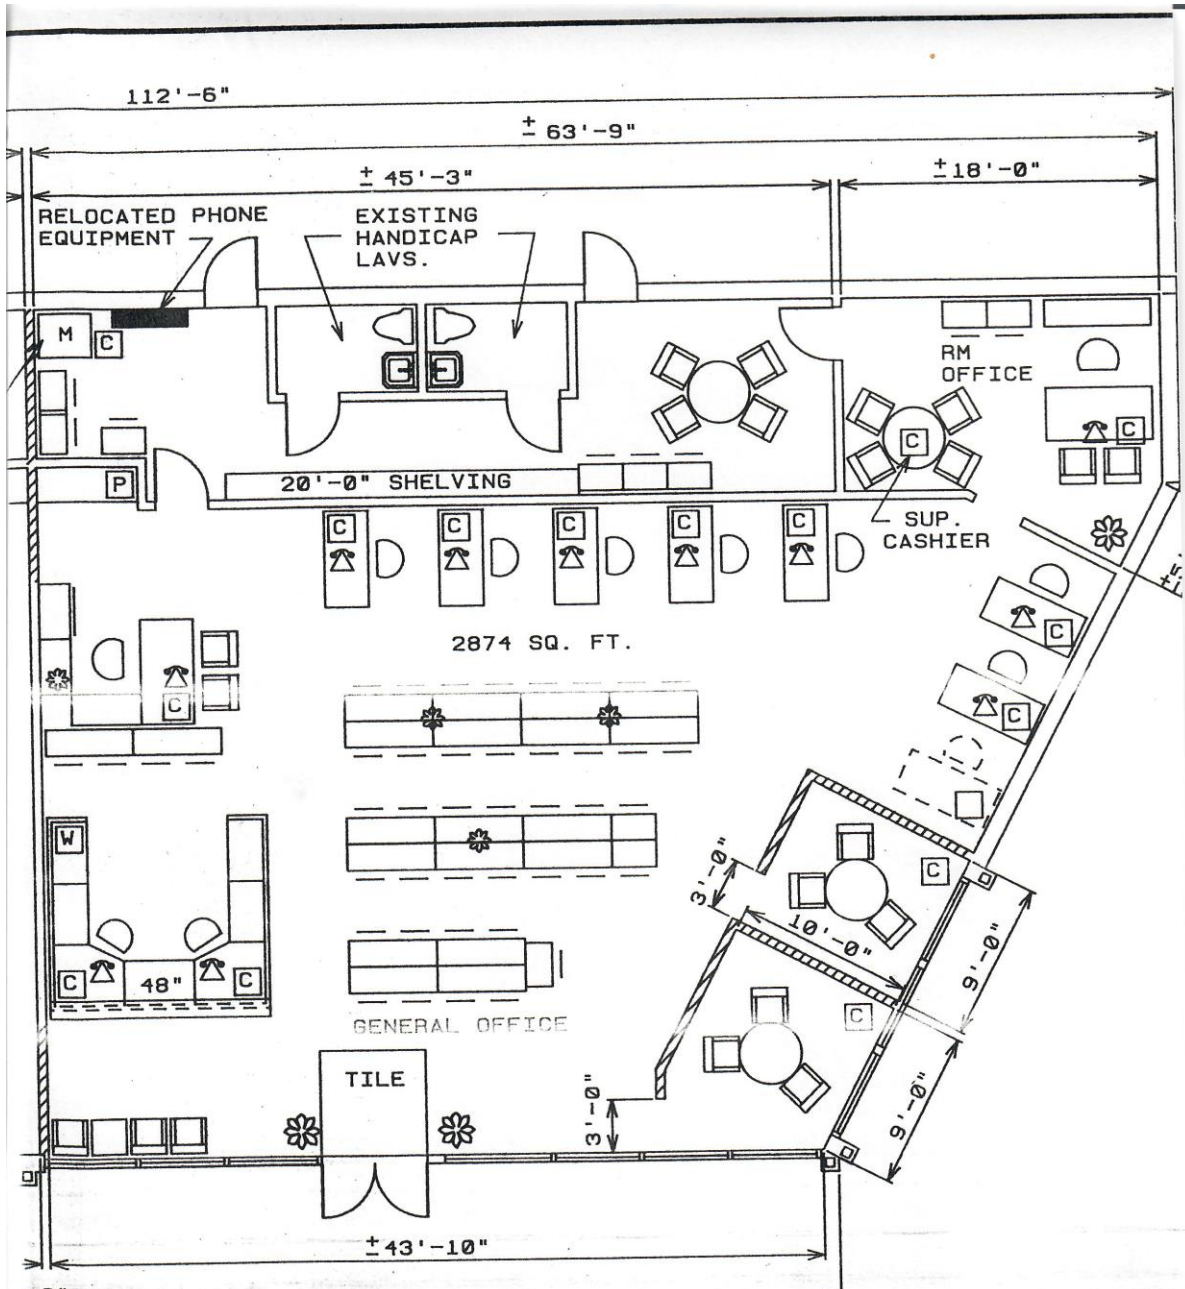 112'-6"
± 63'-9"
± 45'-3"
±18'-0"
RELOCATED PHONE
EQUIPMENT
EXISTING
HANDICAP
LAVS.
M
C
RM
OFFICE
C
C
P
20'-0" SHELVING
SUP.
CASHIER
C
C
C
C
C
2874 SQ. FT.
C
C
C
W
3'-0"
C
10'-0"
9'-0"
C
48"
C
C
GENERAL OFFICE
TILE
3'-0"
9'-0"
±43'-10"